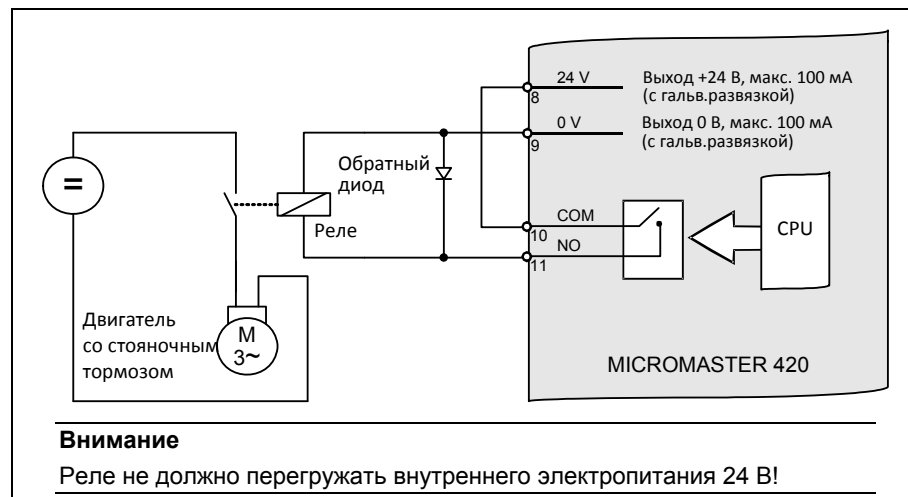 24 V
8
Выход +24 В, макс. 100 мА
(с гальв.развязкой)
0 V
9
Выход 0 В, макс. 100 мА
(с гальв.развязкой)
=
Обратный
диод
Реле
COM
10
NO
11
CPU
Двигатель
со стояночным
тормозом
M
3~
MICROMASTER 420
Внимание
Реле не должно перегружать внутреннего электропитания 24 В!